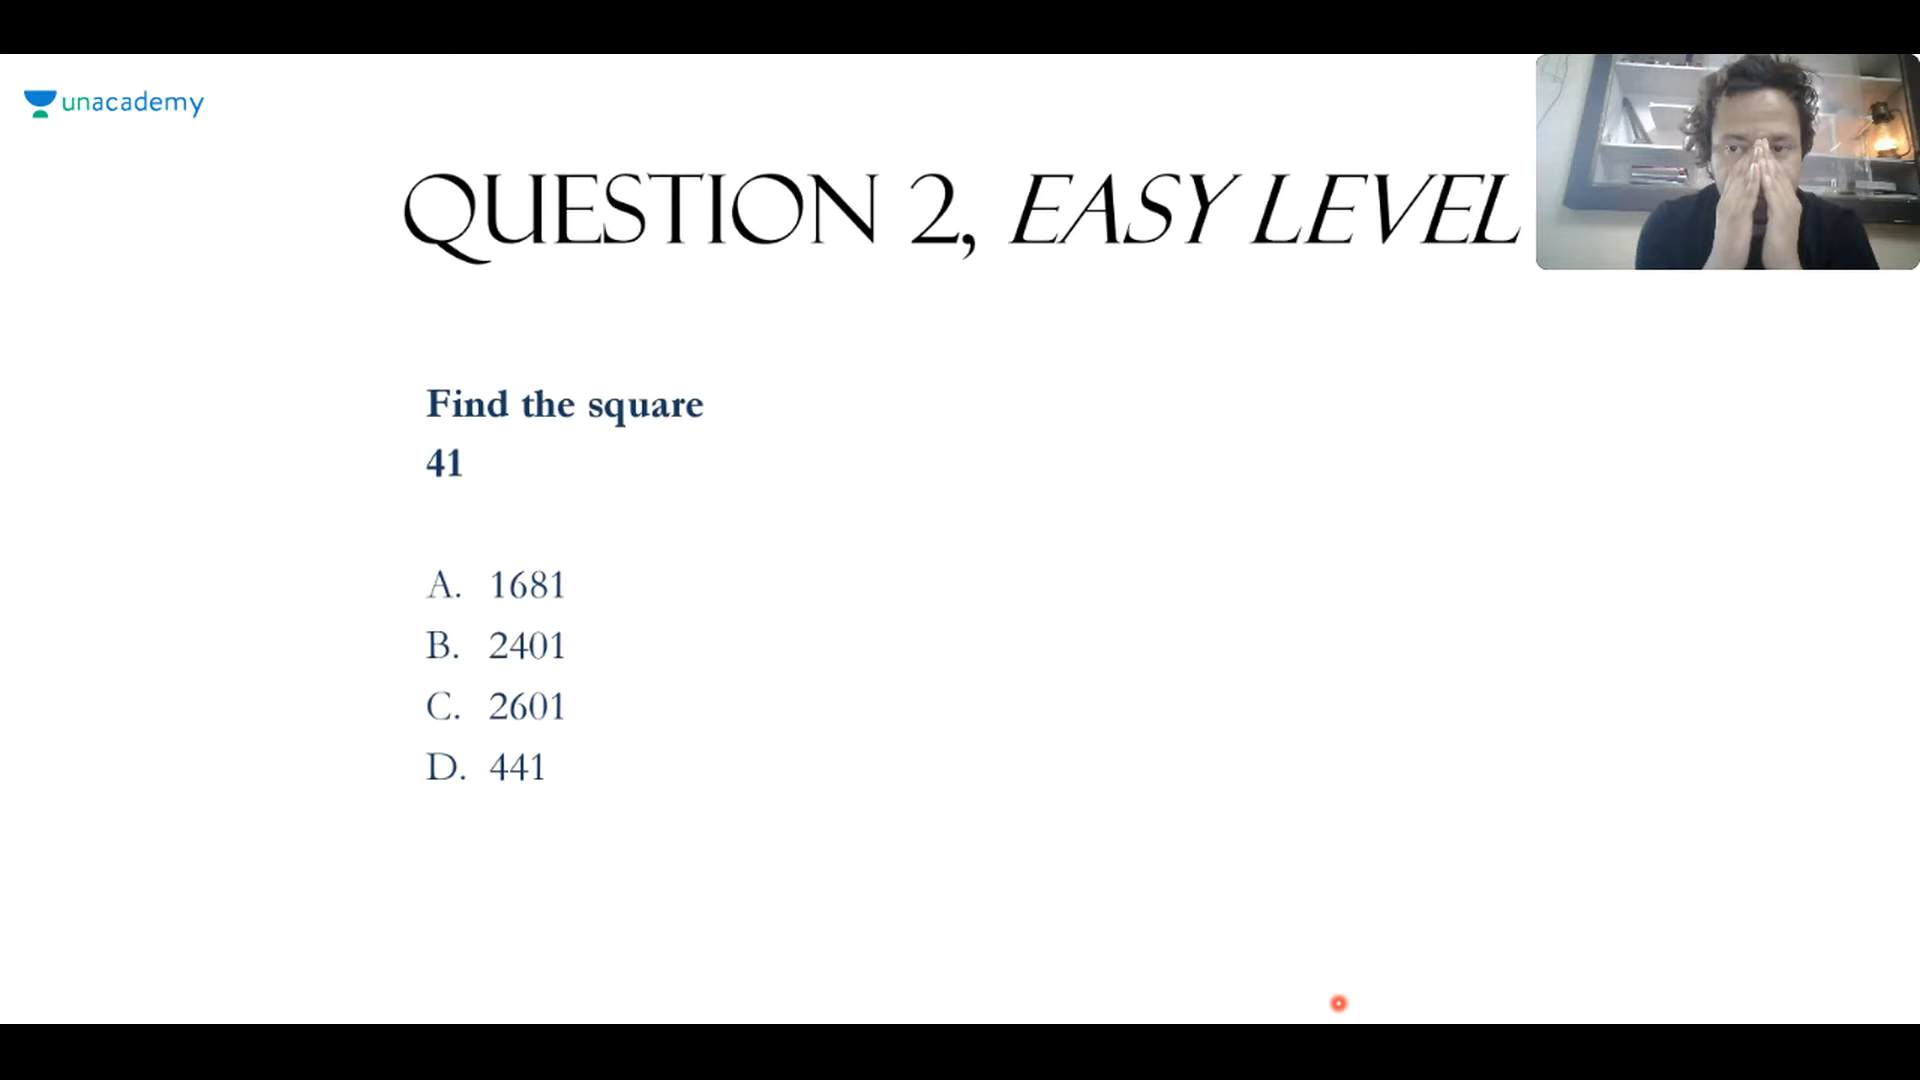 unacademy
QUESTION 2, EASY LEVEL
Find the square
41
A. 1681
B. 2401
C. 2601
D. 441